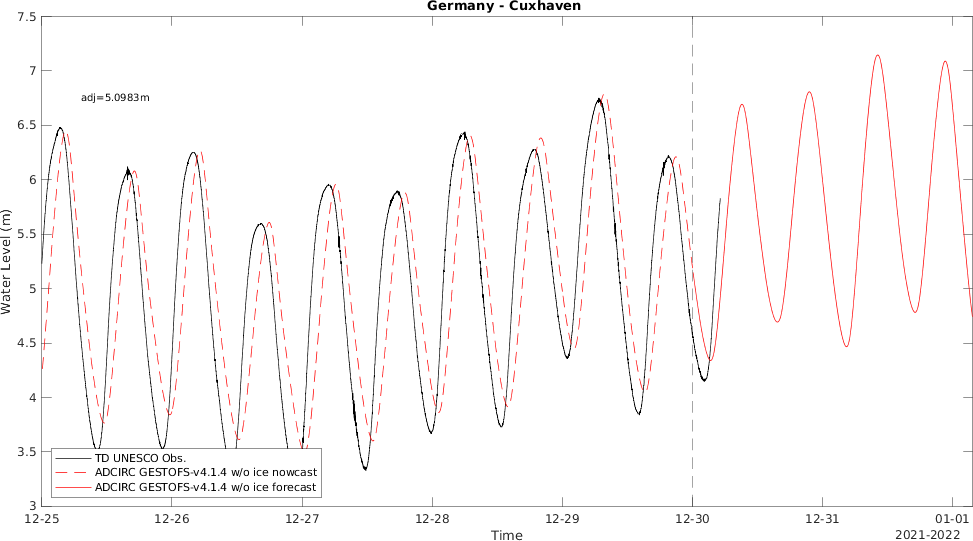 Germany - Cuxhaven
7.5
7
6.5
6
5.5
5
4.5
4
3.5
3
Water Level (m)
adj=5.0983m
TD UNESCO Obs.
ADCIRC GESTOFS-v4.1.4 w/o ice nowcast
ADCIRC GESTOFS-v4.1.4 w/o ice forecast
12-25 12-26 12-27 12-28 12-29 12-30 12-31 01-01
Time
2021-2022